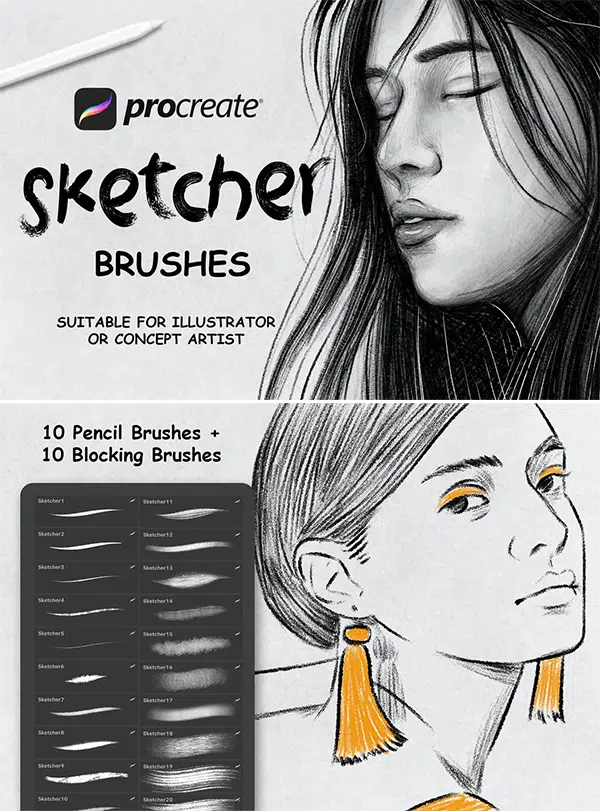 procreate®
sketcher
BRUSHES
SUITABLE FOR ILLUSTRATOR
OR CONCEPT ARTIST
10 Pencil Brushes +
10 Blocking Brushes
Sketcher1
Sketcher11
Sketcher2
Sketcher12
Sketcher3
Sketcher13
Sketcher4
Sketcher14
Sketcher5
Sketcher15
Sketcher6
Sketcher16
Sketcher7
Sketcher17
Sketcher8
Sketcher18
Sketcher9
Sketcher19
Sketcher10
Sketcher20